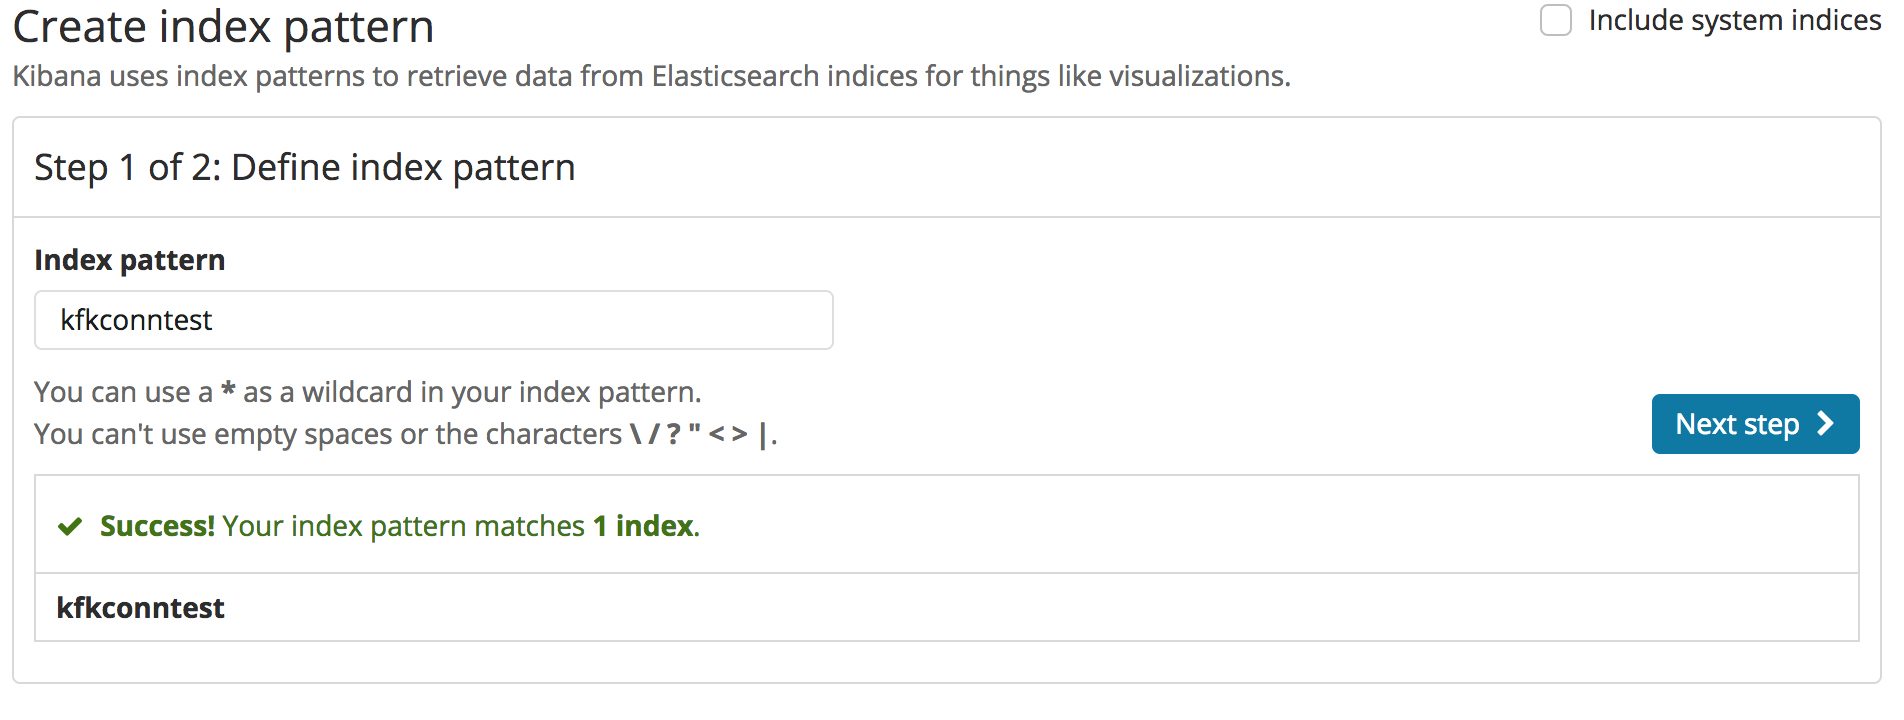 Create index pattern
Include system indices
Kibana uses index patterns to retrieve data from Elasticsearch indices for things like visualizations.
Step 1 of 2: Define index pattern
Index pattern
kfkconntest
You can use a * as a wildcard in your index pattern.
You can't use empty spaces or the characters \ / ? " < > |.
Next step
Success! Your index pattern matches 1 index.
kfkconntest